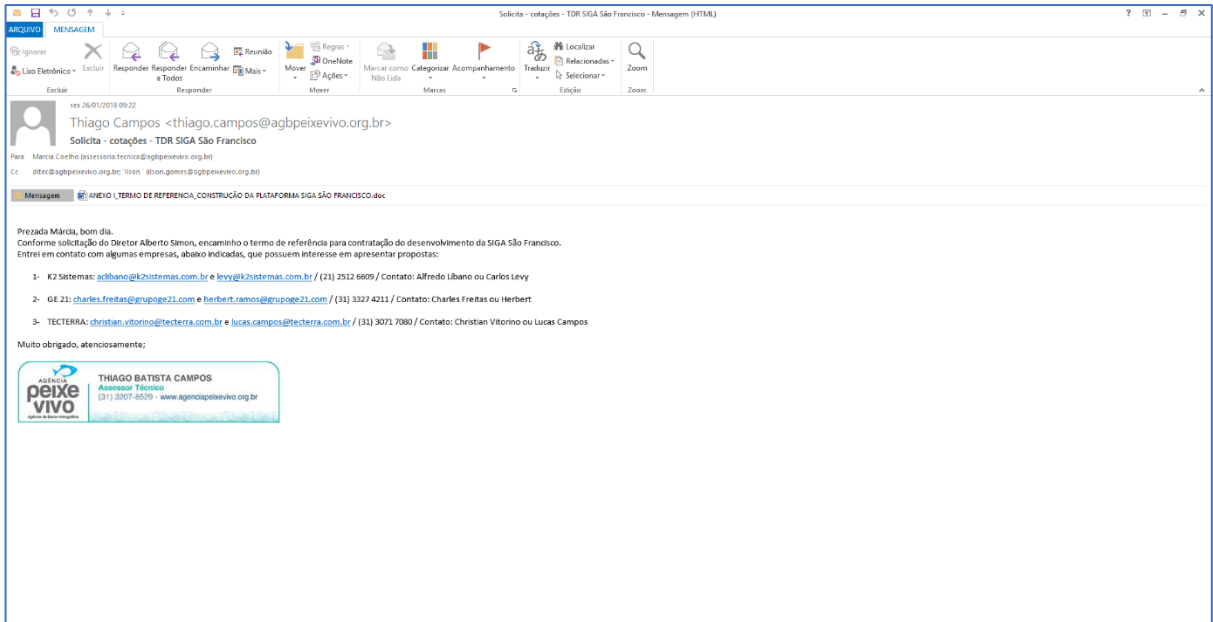 Solicita - cotações - TDR SIGA São Francisco - Mensagem (HTML)
ARQUIVO MENSAGEM
Ignorar
Lixo Eletrônico
Excluir
Responder
Responder a Todos
Encaminhar
Reunião
Mais
Mover
Regras
OneNote
Ações
Marcar como Não Lida
Categorizar
Acompanhamento
Traduzir
Localizar
Relacionadas
Selecionar
Zoom
Excluir Responder Mover Marcas Edição Zoom
sex 26/01/2018 09:22
Thiago Campos <thiago.campos@agbpeixevivo.org.br>
Solicita - cotações - TDR SIGA São Francisco
Para Marcia Coelho (assessoria.tecnica@agbpeixevivo.org.br)
Cc ditec@agbpeixevivo.org.br; 'ilson ' (ilson.gomes@agbpeixevivo.org.br)
Mensagem ANEXO I_TERMO DE REFERENCIA_CONSTRUÇÃO DA PLATAFORMA SIGA SÃO FRANCISCO.doc
Prezada Márcia, bom dia.
Conforme solicitação do Diretor Alberto Simon, encaminho o termo de referência para contratação do desenvolvimento da SIGA São Francisco.
Entrei em contato com algumas empresas, abaixo indicadas, que possuem interesse em apresentar propostas:
1- K2 Sistemas: aclibano@k2sistemas.com.br e levy@k2sistemas.com.br / (21) 2512 6609 / Contato: Alfredo Líbano ou Carlos Levy
2- GE 21: charles.freitas@grupoge21.com e herbert.ramos@grupoge21.com / (31) 3327 4211 / Contato: Charles Freitas ou Herbert
3- TECTERRA: christian.vitorino@tecterra.com.br e lucas.campos@tecterra.com.br / (31) 3071 7080 / Contato: Christian Vitorino ou Lucas Campos
Muito obrigado, atenciosamente;
AGÊNCIA
peixe
VIVO
Agência de Bacia Hidrográfica
THIAGO BATISTA CAMPOS
Assessor Técnico
(31) 3207-8529 - www.agenciapeixevivo.org.br